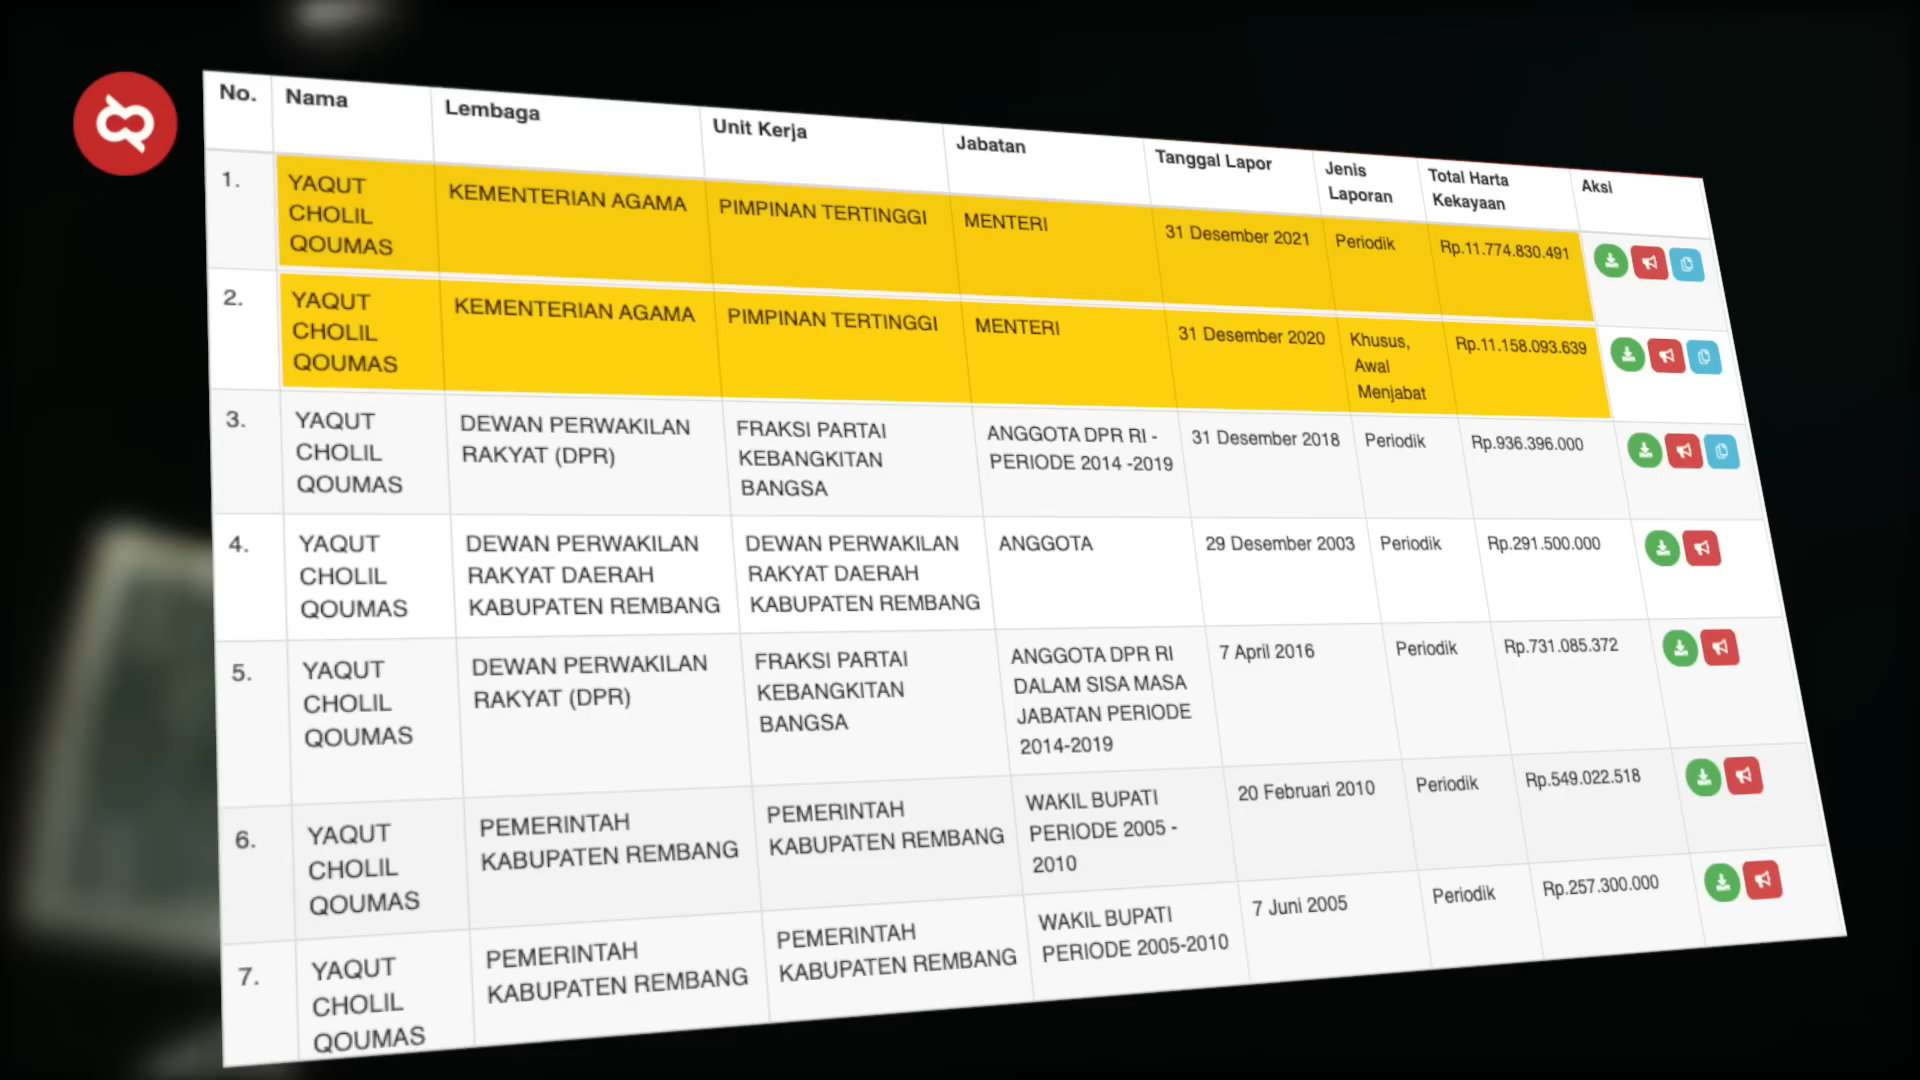 No. Nama Lembaga Unit Kerja Jabatan Tanggal Lapor Jenis Laporan Total Harta Kekayaan Aksi
1. YAQUT CHOLIL QOUMAS KEMENTERIAN AGAMA PIMPINAN TERTINGGI MENTERI 31 Desember 2021 Periodik Rp.11.774.830.491
2. YAQUT CHOLIL QOUMAS KEMENTERIAN AGAMA PIMPINAN TERTINGGI MENTERI 31 Desember 2020 Khusus, Awal Menjabat Rp.11.158.093.639
3. YAQUT CHOLIL QOUMAS DEWAN PERWAKILAN RAKYAT (DPR) FRAKSI PARTAI KEBANGKITAN BANGSA ANGGOTA DPR RI - PERIODE 2014 -2019 31 Desember 2018 Periodik Rp.936.396.000
4. YAQUT CHOLIL QOUMAS DEWAN PERWAKILAN RAKYAT DAERAH KABUPATEN REMBANG DEWAN PERWAKILAN RAKYAT DAERAH KABUPATEN REMBANG ANGGOTA 29 Desember 2003 Periodik Rp.291.500.000
5. YAQUT CHOLIL QOUMAS DEWAN PERWAKILAN RAKYAT (DPR) FRAKSI PARTAI KEBANGKITAN BANGSA ANGGOTA DPR RI DALAM SISA MASA JABATAN PERIODE 2014-2019 7 April 2016 Periodik Rp.731.085.372
6. YAQUT CHOLIL QOUMAS PEMERINTAH KABUPATEN REMBANG PEMERINTAH KABUPATEN REMBANG WAKIL BUPATI PERIODE 2005 - 2010 20 Februari 2010 Periodik Rp.549.022.518
7. YAQUT CHOLIL QOUMAS PEMERINTAH KABUPATEN REMBANG PEMERINTAH KABUPATEN REMBANG WAKIL BUPATI PERIODE 2005-2010 7 Juni 2005 Periodik Rp.257.300.000